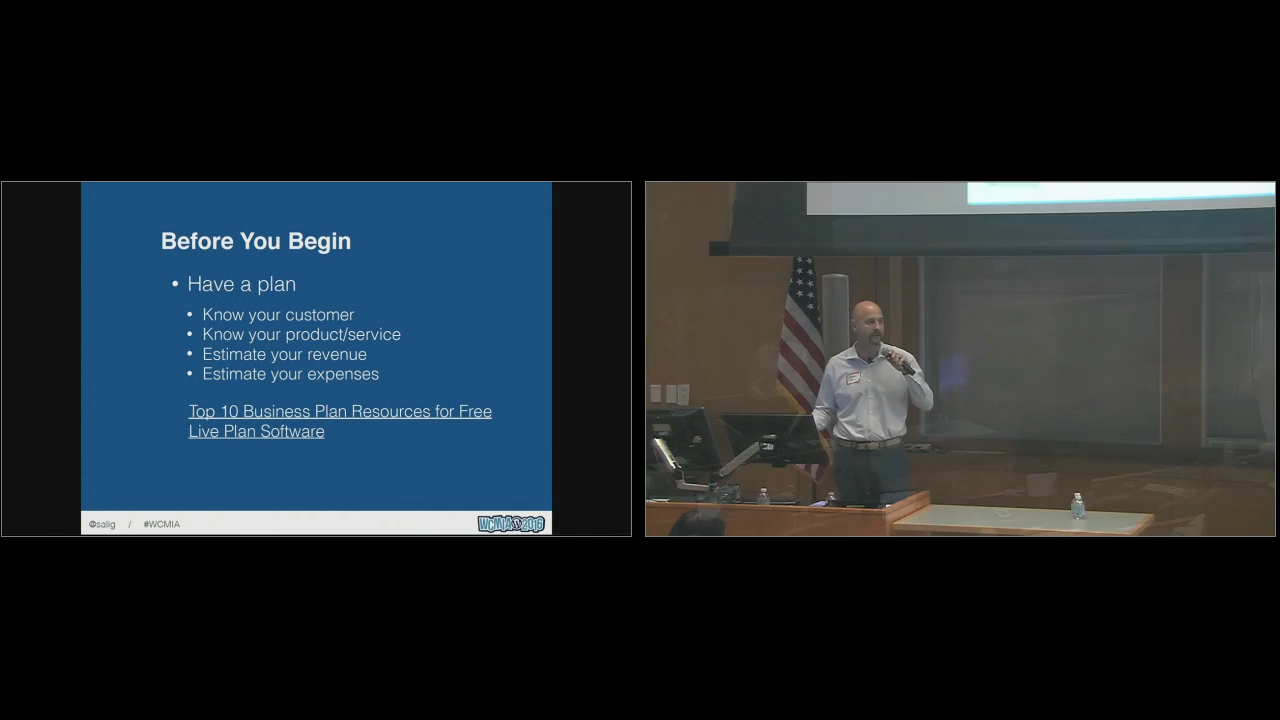 Before You Begin
• Have a plan
• Know your customer
• Know your product/service
• Estimate your revenue
• Estimate your expenses
Top 10 Business Plan Resources for Free
Live Plan Software
@salig / #WCMIA
WCMIA 2016